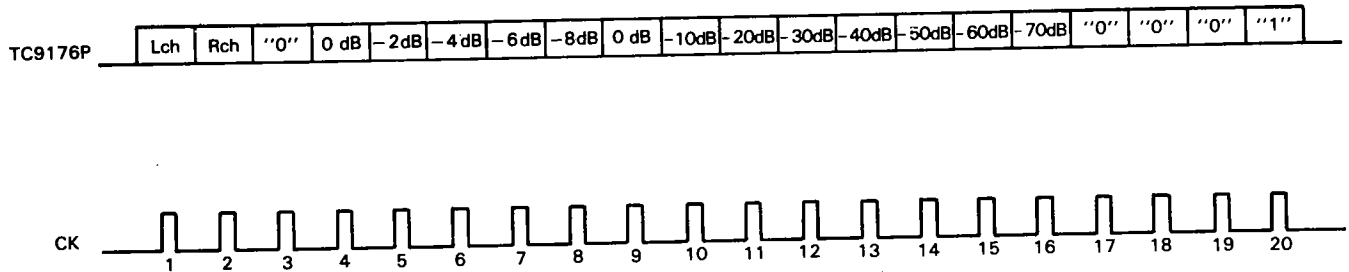 TC9176P Lch Rch "0" 0 dB -2dB -4dB -6dB -8dB 0 dB -10dB -20dB -30dB -40dB -50dB -60dB -70dB "0" "0" "0" "1"
CK
1 2 3 4 5 6 7 8 9 10 11 12 13 14 15 16 17 18 19 20